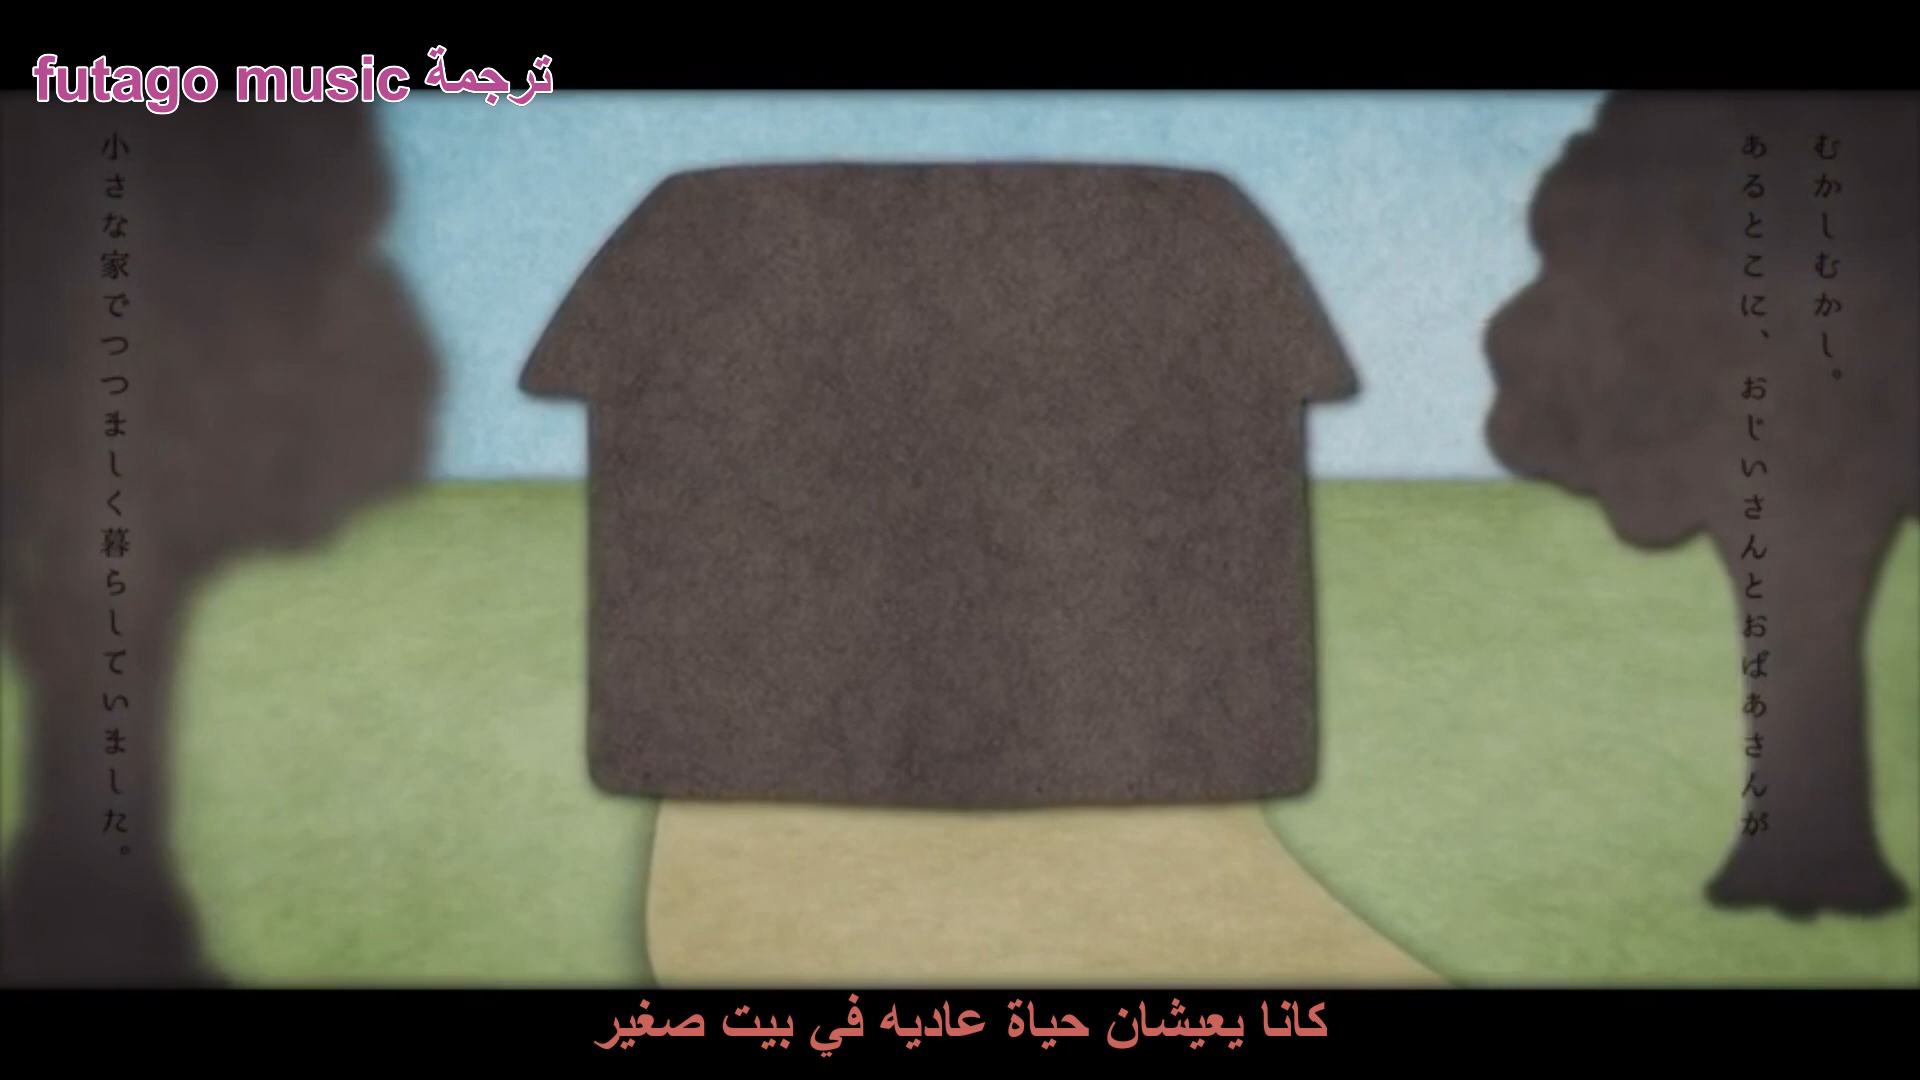 futago music ترجمة
むかしむかし。
あるとこに、おじいさんとおばあさんが
小さな家でつつましく暮らしていました。
كانا يعيشان حياة عاديه في بيت صغير